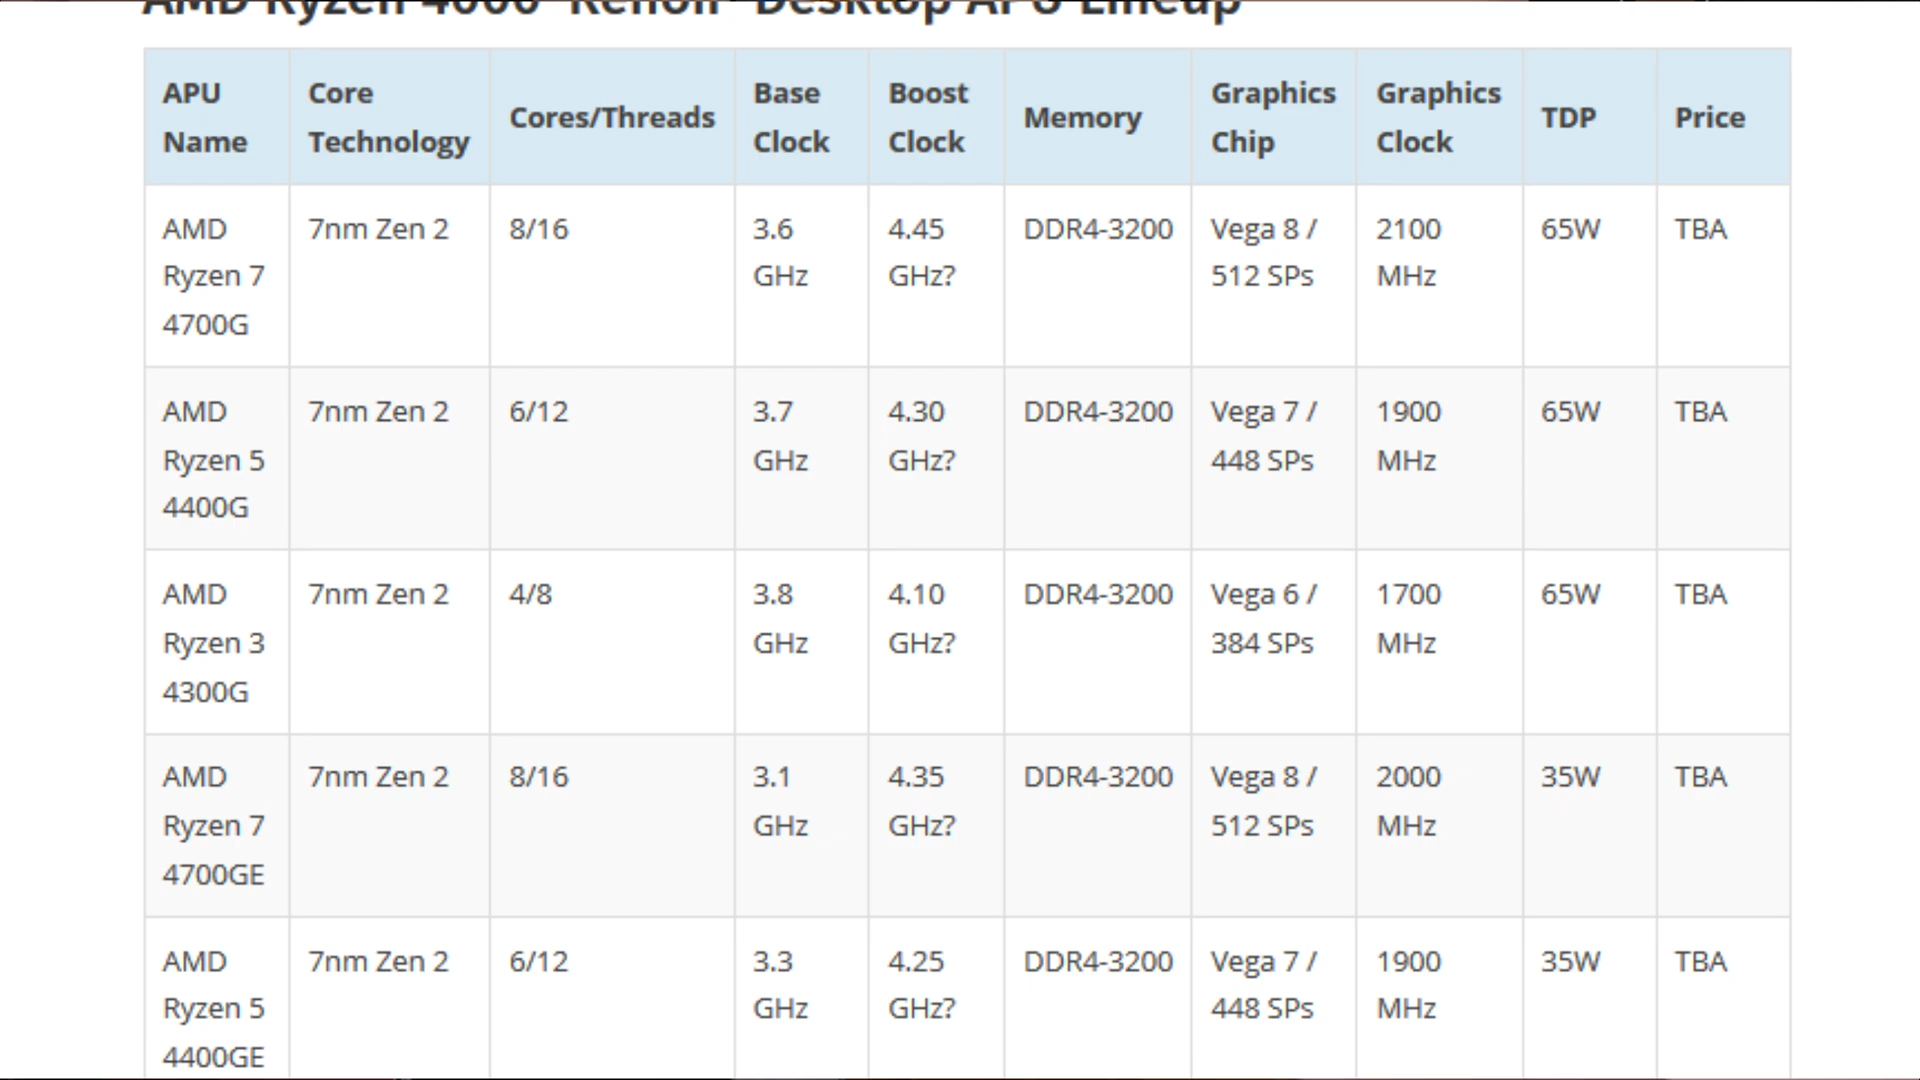 AMD Ryzen 4000 "Renoir" Desktop APU Lineup
APU Name Core Technology Cores/Threads Base Clock Boost Clock Memory Graphics Chip Graphics Clock TDP Price
AMD Ryzen 7 4700G 7nm Zen 2 8/16 3.6 GHz 4.45 GHz? DDR4-3200 Vega 8 / 512 SPs 2100 MHz 65W TBA
AMD Ryzen 5 4400G 7nm Zen 2 6/12 3.7 GHz 4.30 GHz? DDR4-3200 Vega 7 / 448 SPs 1900 MHz 65W TBA
AMD Ryzen 3 4300G 7nm Zen 2 4/8 3.8 GHz 4.10 GHz? DDR4-3200 Vega 6 / 384 SPs 1700 MHz 65W TBA
AMD Ryzen 7 4700GE 7nm Zen 2 8/16 3.1 GHz 4.35 GHz? DDR4-3200 Vega 8 / 512 SPs 2000 MHz 35W TBA
AMD Ryzen 5 4400GE 7nm Zen 2 6/12 3.3 GHz 4.25 GHz? DDR4-3200 Vega 7 / 448 SPs 1900 MHz 35W TBA